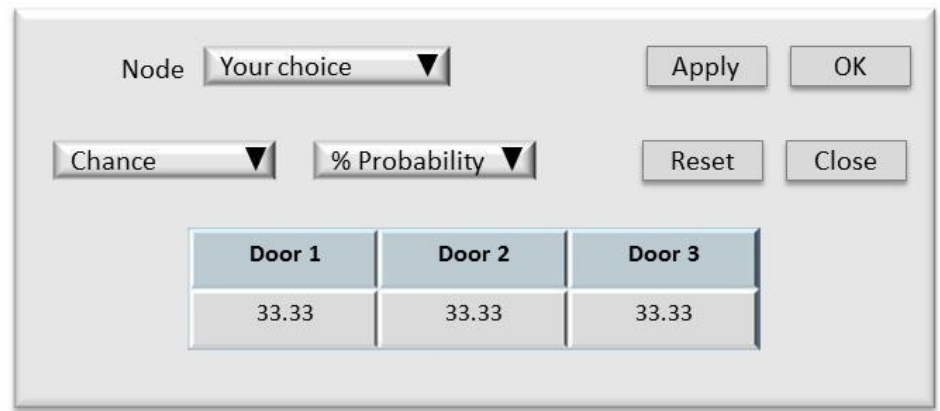 Node Your choice Apply OK
Chance % Probability Reset Close
Door 1 Door 2 Door 3
33.33 33.33 33.33